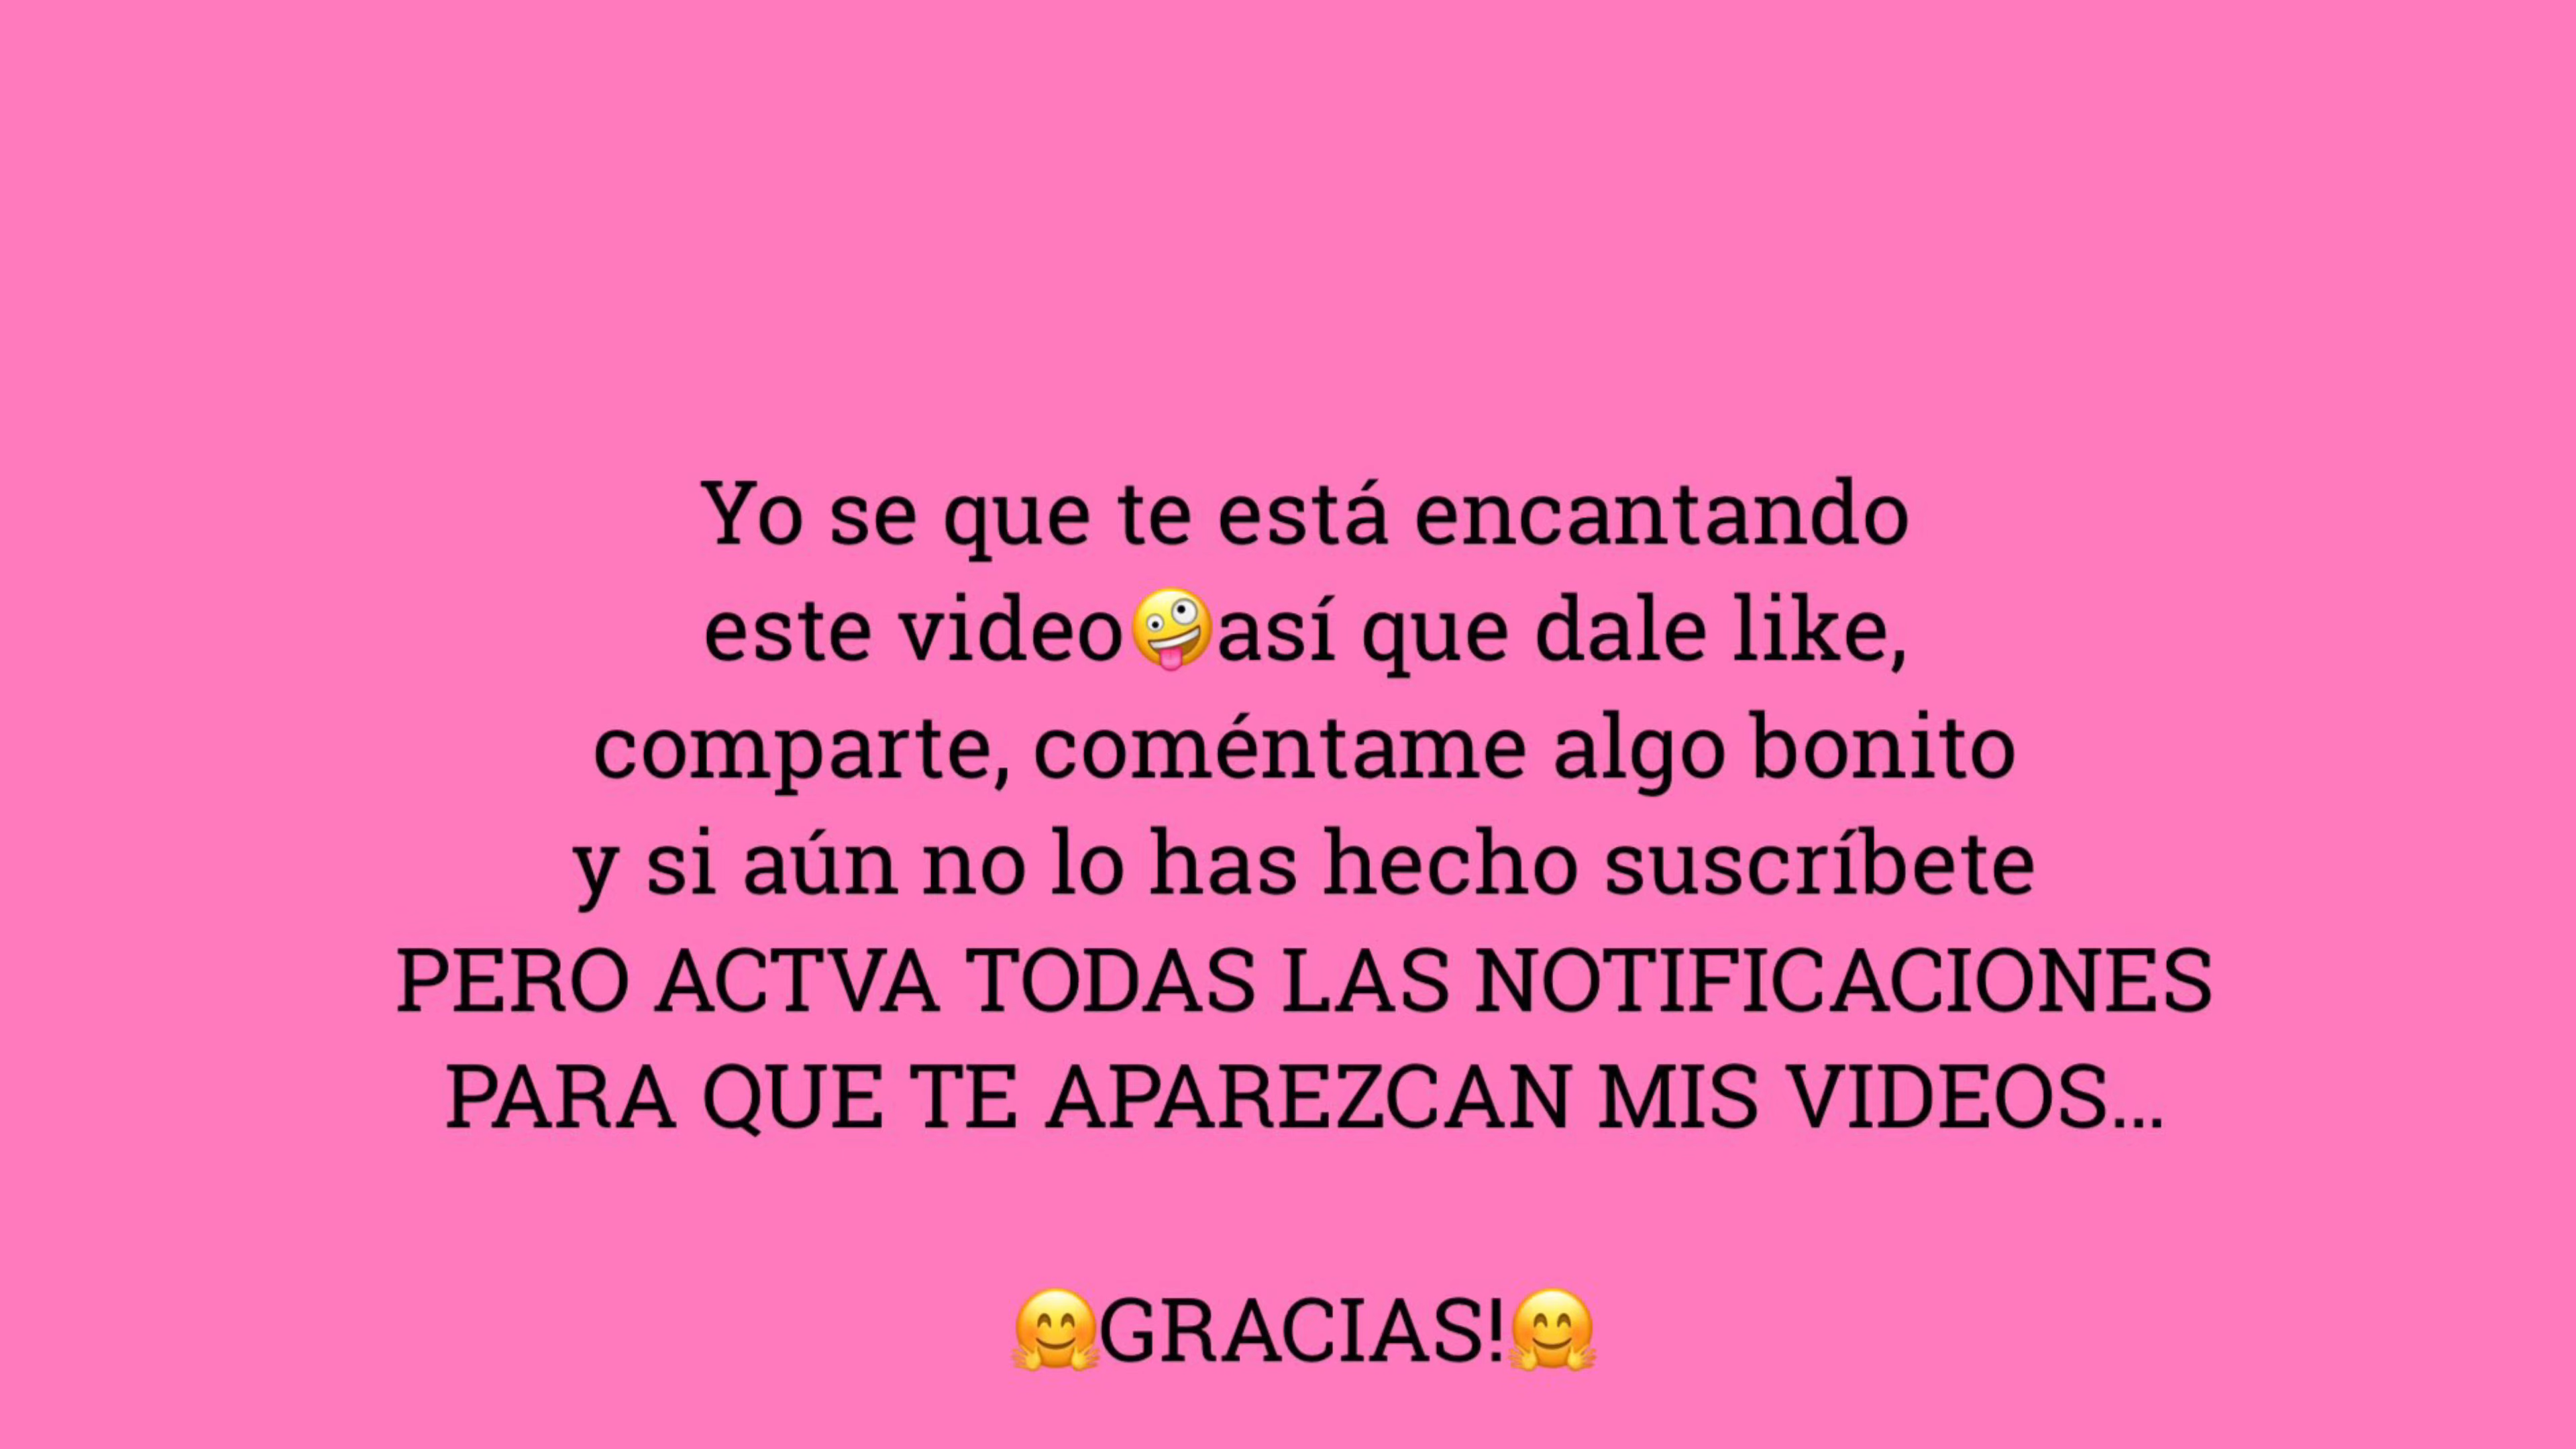 Yo se que te está encantando
este video🤪así que dale like,
comparte, coméntame algo bonito
y si aún no lo has hecho suscríbete
PERO ACTVA TODAS LAS NOTIFICACIONES
PARA QUE TE APAREZCAN MIS VIDEOS...
🤗GRACIAS!🤗